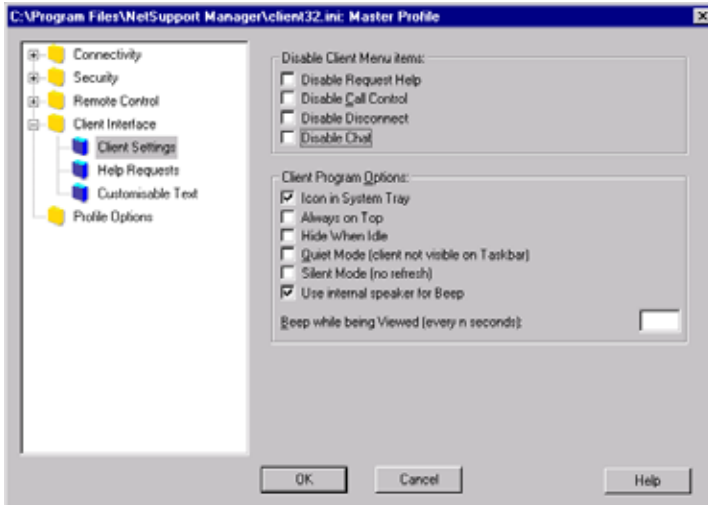 C:\Program Files\NetSupport Manager\client32.ini: Master Profile
Connectivity
Security
Remote Control
Client Interface
Client Settings
Help Requests
Customisable Text
Profile Options
Disable Client Menu items:
Disable Request Help
Disable Call Control
Disable Disconnect
Disable Chat
Client Program Options:
Icon in System Tray
Always on Top
Hide When Idle
Quiet Mode (client not visible on Taskbar)
Silent Mode (no refresh)
Use internal speaker for Beep
Beep while being Viewed (every n seconds):
OK
Cancel
Help